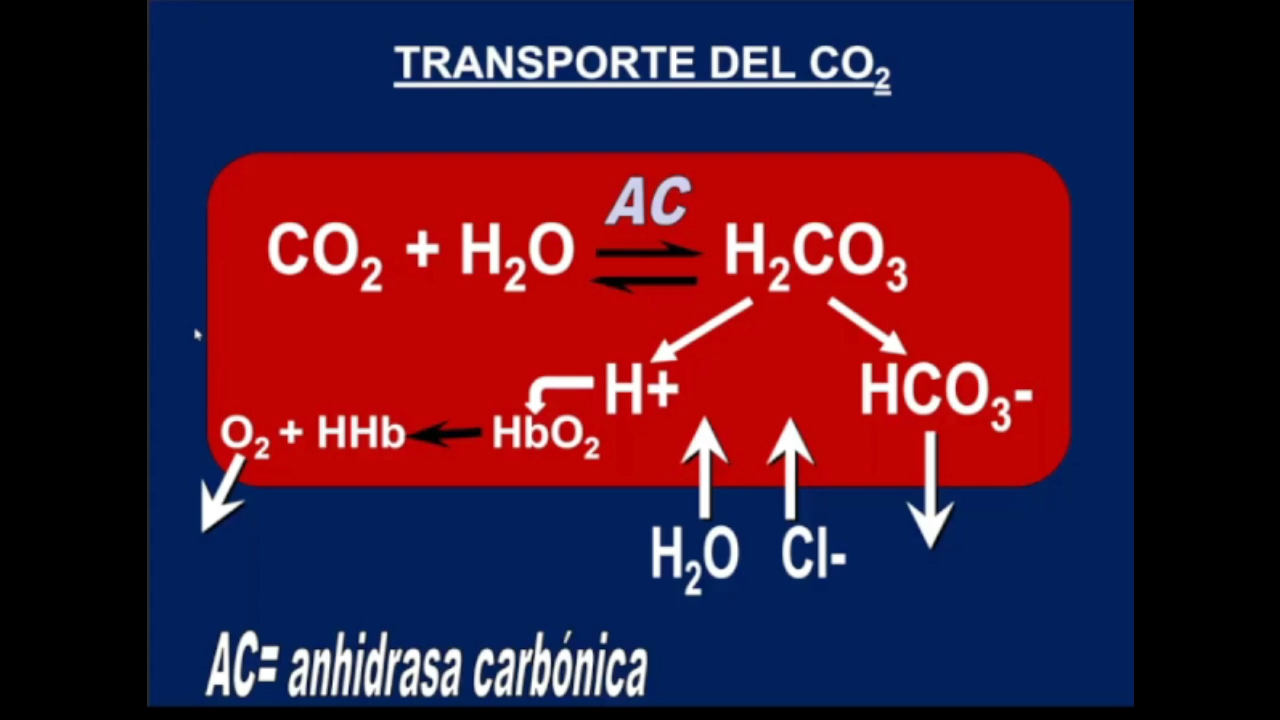 TRANSPORTE DEL CO₂
AC
CO₂ + H₂O H₂CO₃
H+ HCO₃-
O₂ + HHb HbO₂
H₂O Cl-
AC= anhidrasa carbónica